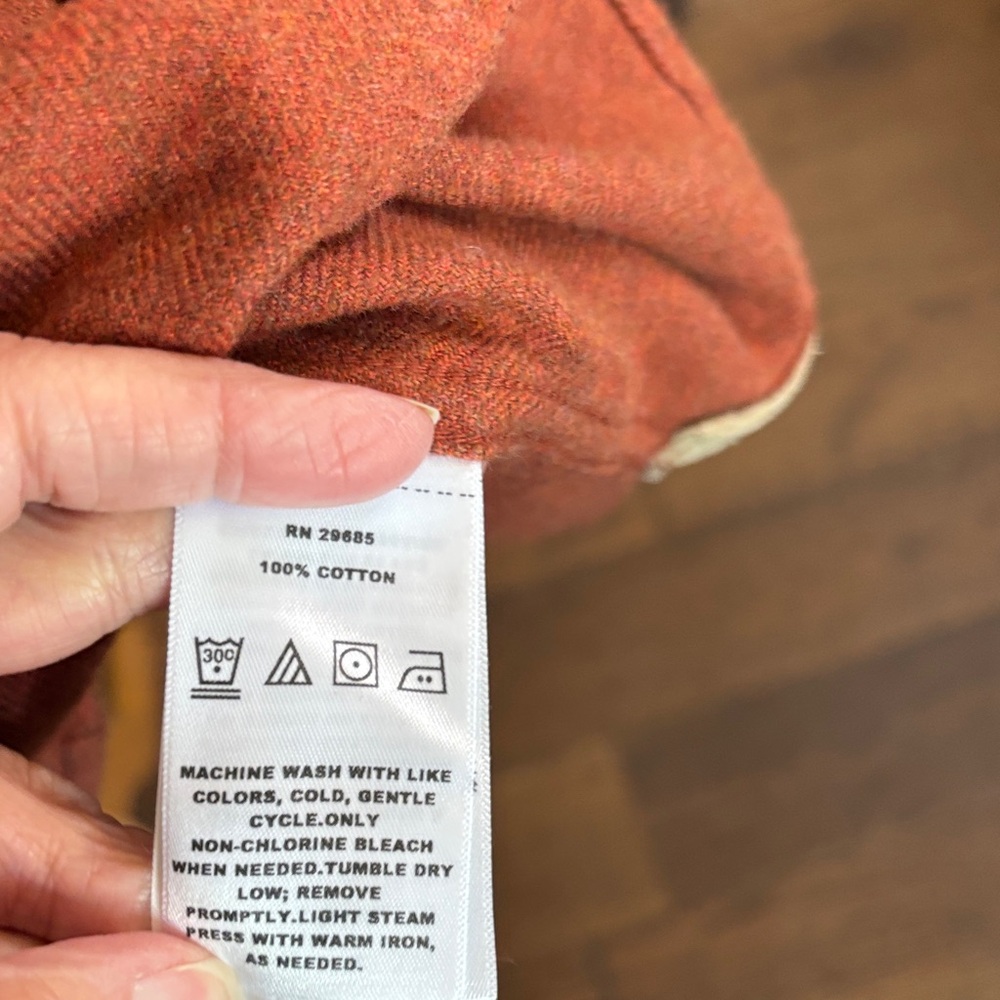 RN 29685
100% COTTON
30C
MACHINE WASH WITH LIKE
COLORS, COLD, GENTLE
CYCLE.ONLY
NON-CHLORINE BLEACH
WHEN NEEDED.TUMBLE DRY
LOW; REMOVE
PROMPTLY.LIGHT STEAM
PRESS WITH WARM IRON,
AS NEEDED.